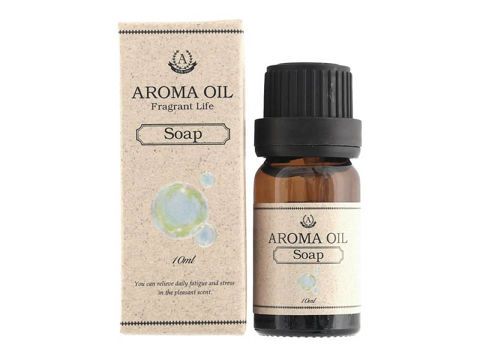 A
AROMA OIL
Fragrant Life
Soap
10ml
You can relieve daily fatigue and stress
in the pleasant scent.
A
AROMA OIL
Soap
10ml